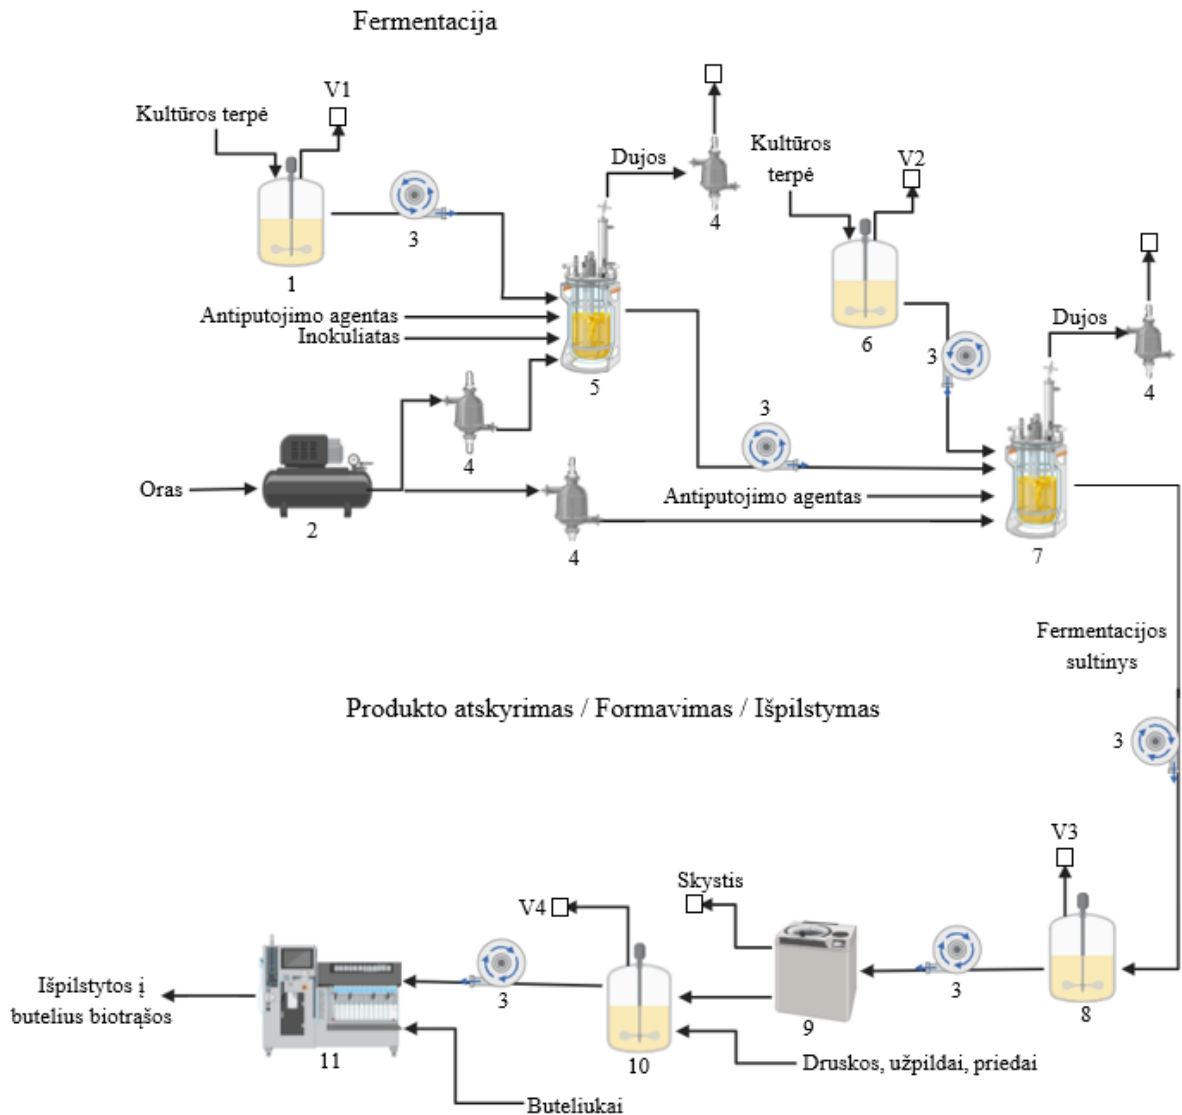 Fermentacija
V1
Kultūros terpė
Dujos
Kultūros
terpė
V2
4
3
1
Antiputojimo agentas
Inokuliatas
Dujos
6
3
5
4
3
4
Oras
2
Antiputojimo agentas
4
7
Fermentacijos
sultinys
Produkto atskyrimas / Formavimas / Išpilstymas
3
V3
Skystis
V4
Išpilstytos į
butelius biotrąšos
3
3
8
9
11
10
Druskos, užpildai, priedai
Buteliukai